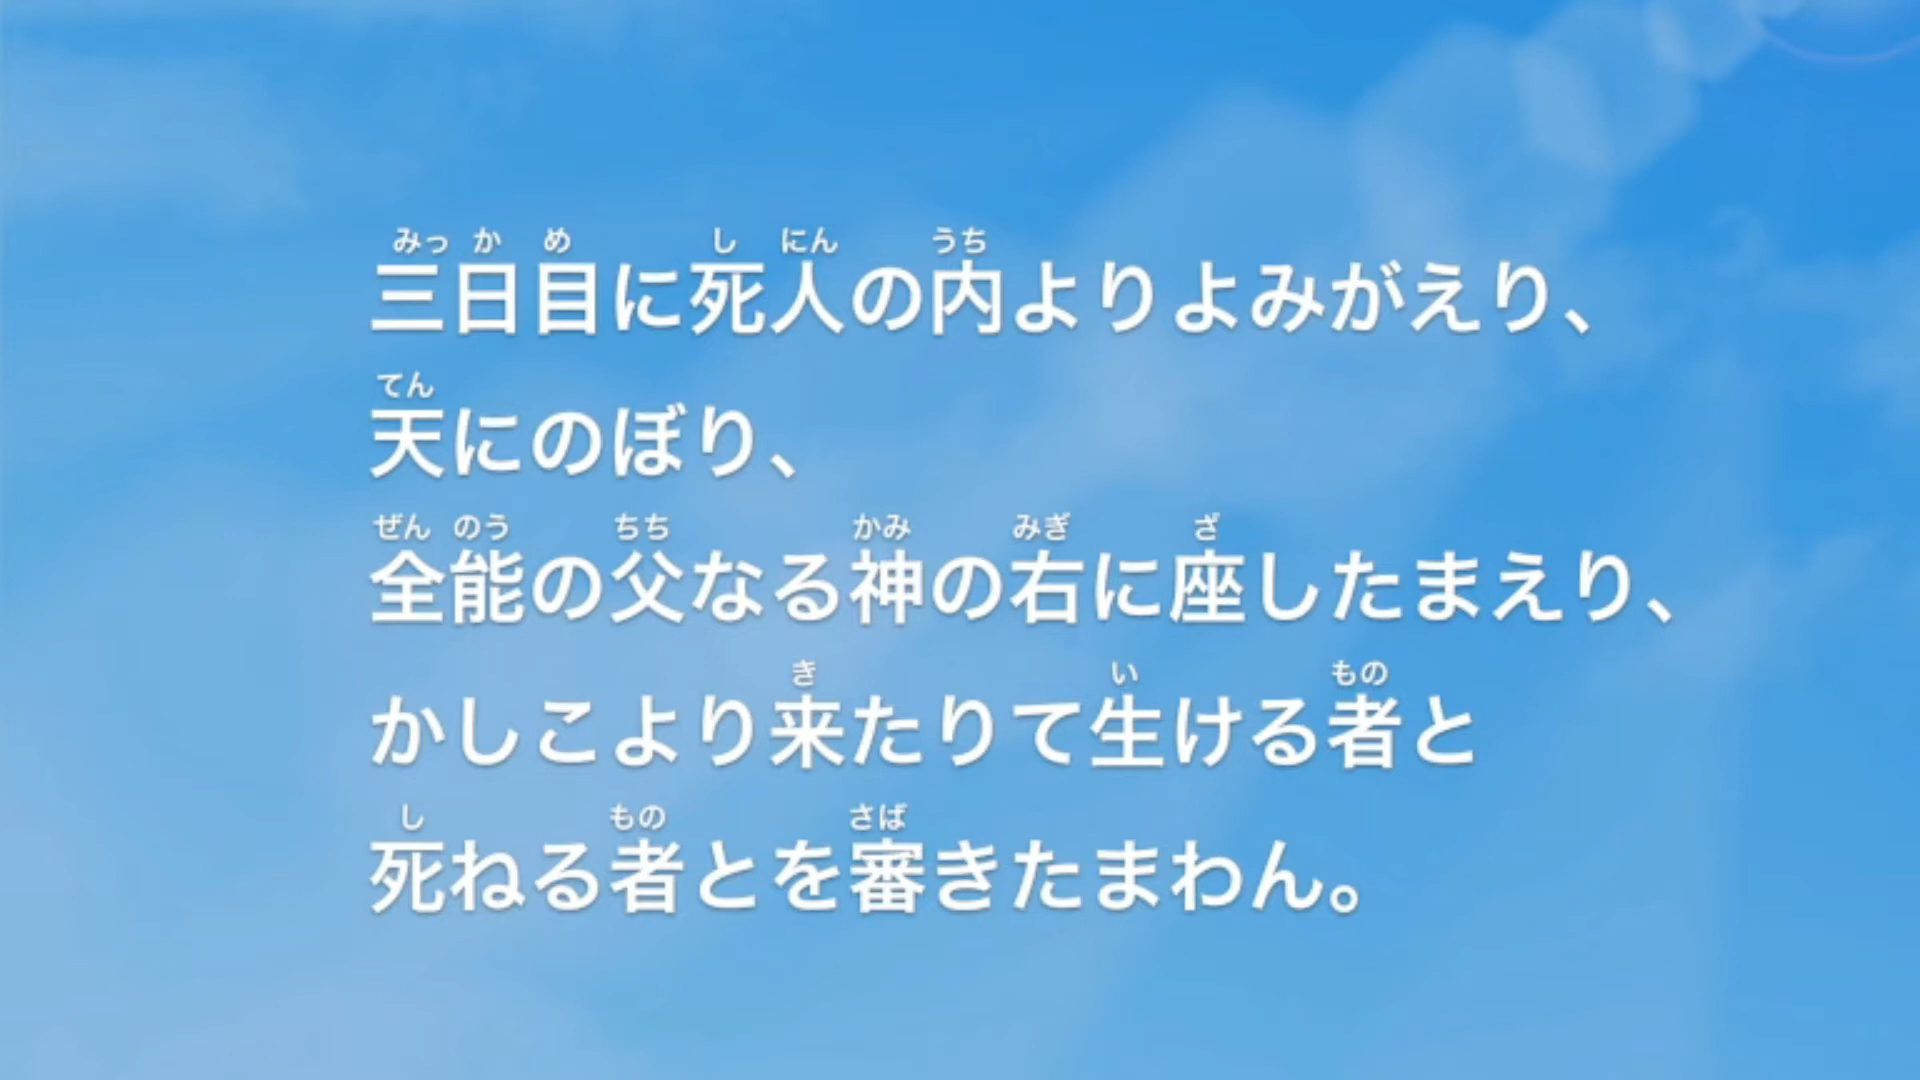 三日目に死人の内よりよみがえり、
天にのぼり、
全能の父なる神の右に座したまえり、
かしこより来たりて生ける者と
死ねる者とを審きたまわん。